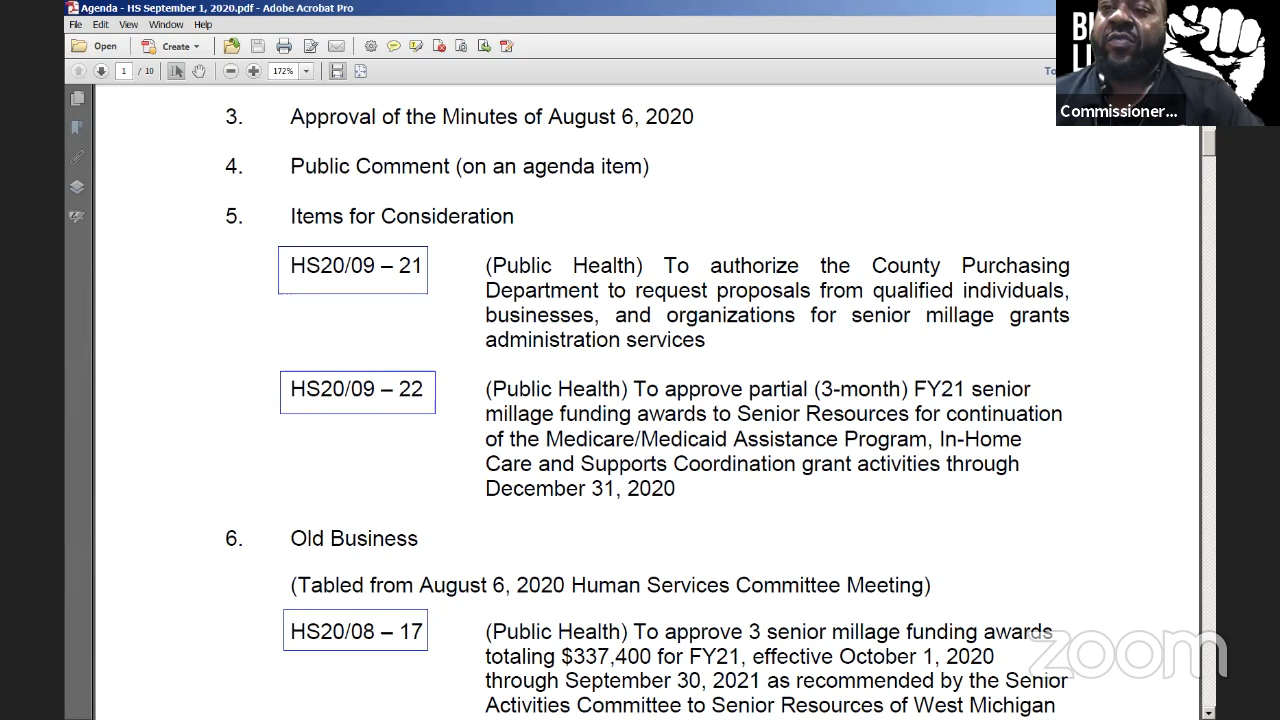 Agenda - HS September 1, 2020.pdf - Adobe Acrobat Pro
File Edit View Window Help
Open Create
1 / 10 172% To
Commissioner...
3. Approval of the Minutes of August 6, 2020
4. Public Comment (on an agenda item)
5. Items for Consideration
HS20/09 – 21 (Public Health) To authorize the County Purchasing
Department to request proposals from qualified individuals,
businesses, and organizations for senior millage grants
administration services
HS20/09 – 22 (Public Health) To approve partial (3-month) FY21 senior
millage funding awards to Senior Resources for continuation
of the Medicare/Medicaid Assistance Program, In-Home
Care and Supports Coordination grant activities through
December 31, 2020
6. Old Business
(Tabled from August 6, 2020 Human Services Committee Meeting)
HS20/08 – 17 (Public Health) To approve 3 senior millage funding awards
totaling $337,400 for FY21, effective October 1, 2020
through September 30, 2021 as recommended by the Senior
Activities Committee to Senior Resources of West Michigan
zoom